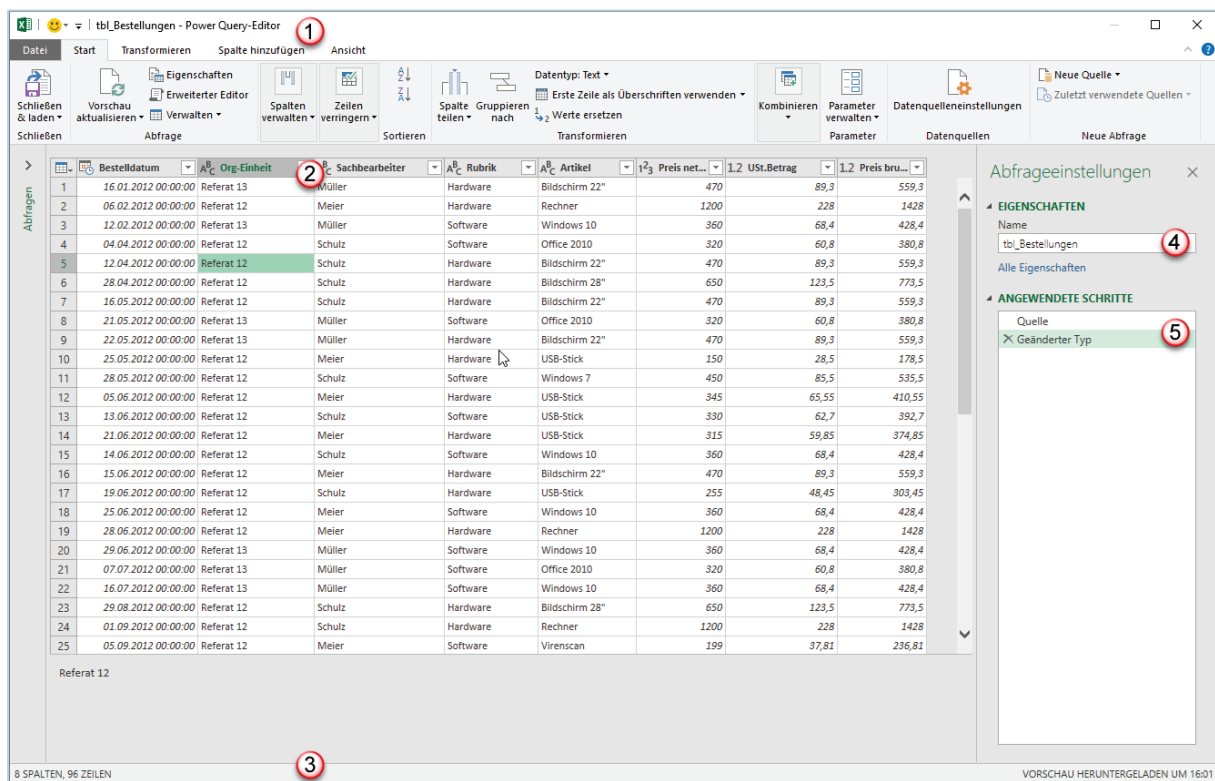 tbl_Bestellungen - Power Query-Editor
1
Datei Start Transformieren Spalte hinzufügen Ansicht
Schließen & laden
Schließen
Vorschau aktualisieren
Eigenschaften
Erweiterter Editor
Verwalten
Abfrage
Spalten verwalten
Zeilen verringern
Sortieren
Spalte teilen
Gruppieren nach
Datentyp: Text
Erste Zeile als Überschriften verwenden
Werte ersetzen
Transformieren
Kombinieren
Parameter verwalten
Parameter
Datenquelleneinstellungen
Datenquellen
Neue Quelle
Zuletzt verwendete Quellen
Neue Abfrage
Abfragen
Bestelldatum Org-Einheit 2 Sachbearbeiter Rubrik Artikel Preis net... USt.Betrag Preis bru...
1 16.01.2012 00:00:00 Referat 13 Müller Hardware Bildschirm 22" 470 89,3 559,3
2 06.02.2012 00:00:00 Referat 12 Meier Hardware Rechner 1200 228 1428
3 12.02.2012 00:00:00 Referat 13 Müller Software Windows 10 360 68,4 428,4
4 04.04.2012 00:00:00 Referat 12 Schulz Software Office 2010 320 60,8 380,8
5 12.04.2012 00:00:00 Referat 12 Schulz Hardware Bildschirm 22" 470 89,3 559,3
6 28.04.2012 00:00:00 Referat 12 Schulz Hardware Bildschirm 28" 650 123,5 773,5
7 16.05.2012 00:00:00 Referat 12 Schulz Hardware Bildschirm 22" 470 89,3 559,3
8 21.05.2012 00:00:00 Referat 13 Müller Software Office 2010 320 60,8 380,8
9 22.05.2012 00:00:00 Referat 13 Müller Hardware Bildschirm 22" 470 89,3 559,3
10 25.05.2012 00:00:00 Referat 12 Meier Hardware USB-Stick 150 28,5 178,5
11 28.05.2012 00:00:00 Referat 12 Schulz Software Windows 7 450 85,5 535,5
12 05.06.2012 00:00:00 Referat 12 Meier Hardware USB-Stick 345 65,55 410,55
13 13.06.2012 00:00:00 Referat 12 Schulz Software USB-Stick 330 62,7 392,7
14 21.06.2012 00:00:00 Referat 12 Meier Hardware USB-Stick 315 59,85 374,85
15 14.06.2012 00:00:00 Referat 12 Schulz Software Windows 10 360 68,4 428,4
16 15.06.2012 00:00:00 Referat 12 Meier Hardware Bildschirm 22" 470 89,3 559,3
17 19.06.2012 00:00:00 Referat 12 Schulz Hardware USB-Stick 255 48,45 303,45
18 25.06.2012 00:00:00 Referat 12 Meier Software Windows 10 360 68,4 428,4
19 28.06.2012 00:00:00 Referat 12 Meier Hardware Rechner 1200 228 1428
20 29.06.2012 00:00:00 Referat 13 Müller Software Windows 10 360 68,4 428,4
21 07.07.2012 00:00:00 Referat 13 Müller Software Office 2010 320 60,8 380,8
22 16.07.2012 00:00:00 Referat 13 Müller Software Windows 10 360 68,4 428,4
23 29.08.2012 00:00:00 Referat 12 Schulz Hardware Bildschirm 28" 650 123,5 773,5
24 01.09.2012 00:00:00 Referat 12 Schulz Hardware Rechner 1200 228 1428
25 05.09.2012 00:00:00 Referat 12 Meier Software Virenscan 199 37,81 236,81
Referat 12
Abfrageeinstellungen
EIGENSCHAFTEN
Name
tbl_Bestellungen 4
Alle Eigenschaften
ANGEWENDETE SCHRITTE
Quelle
Geänderter Typ
5
3
8 SPALTEN, 96 ZEILEN
VORSCHAU HERUNTERGELADEN UM 16:01